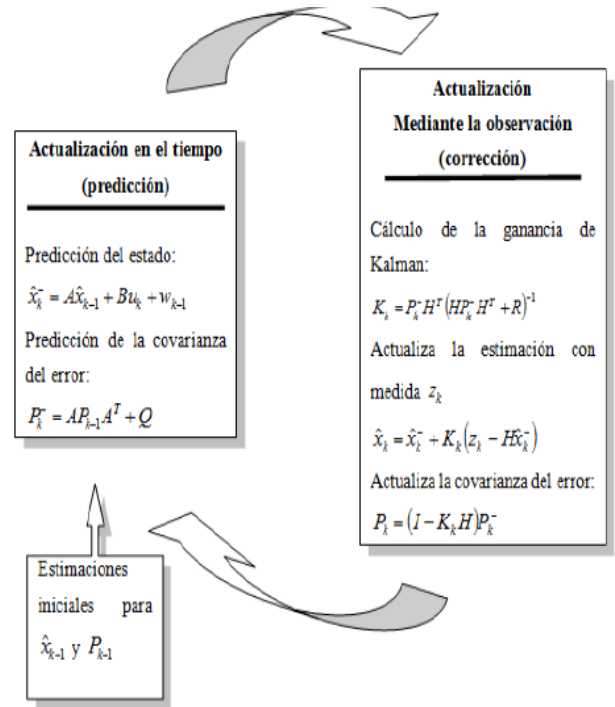 Actualización en el tiempo
(predicción)
Predicción del estado:
x̂ₖ⁻ = Ax̂ₖ₋₁ + Buₖ + wₖ₋₁
Predicción de la covarianza
del error:
Pₖ⁻ = APₖ₋₁Aᵀ + Q
Estimaciones
iniciales para
x̂ₖ₋₁ y Pₖ₋₁
Actualización
Mediante la observación
(corrección)
Cálculo de la ganancia de
Kalman:
Kₖ = Pₖ⁻Hᵀ(HPₖ⁻Hᵀ + R)⁻¹
Actualiza la estimación con
medida zₖ
x̂ₖ = x̂ₖ⁻ + Kₖ(zₖ − Hx̂ₖ⁻)
Actualiza la covarianza del error:
Pₖ = (I − KₖH)Pₖ⁻